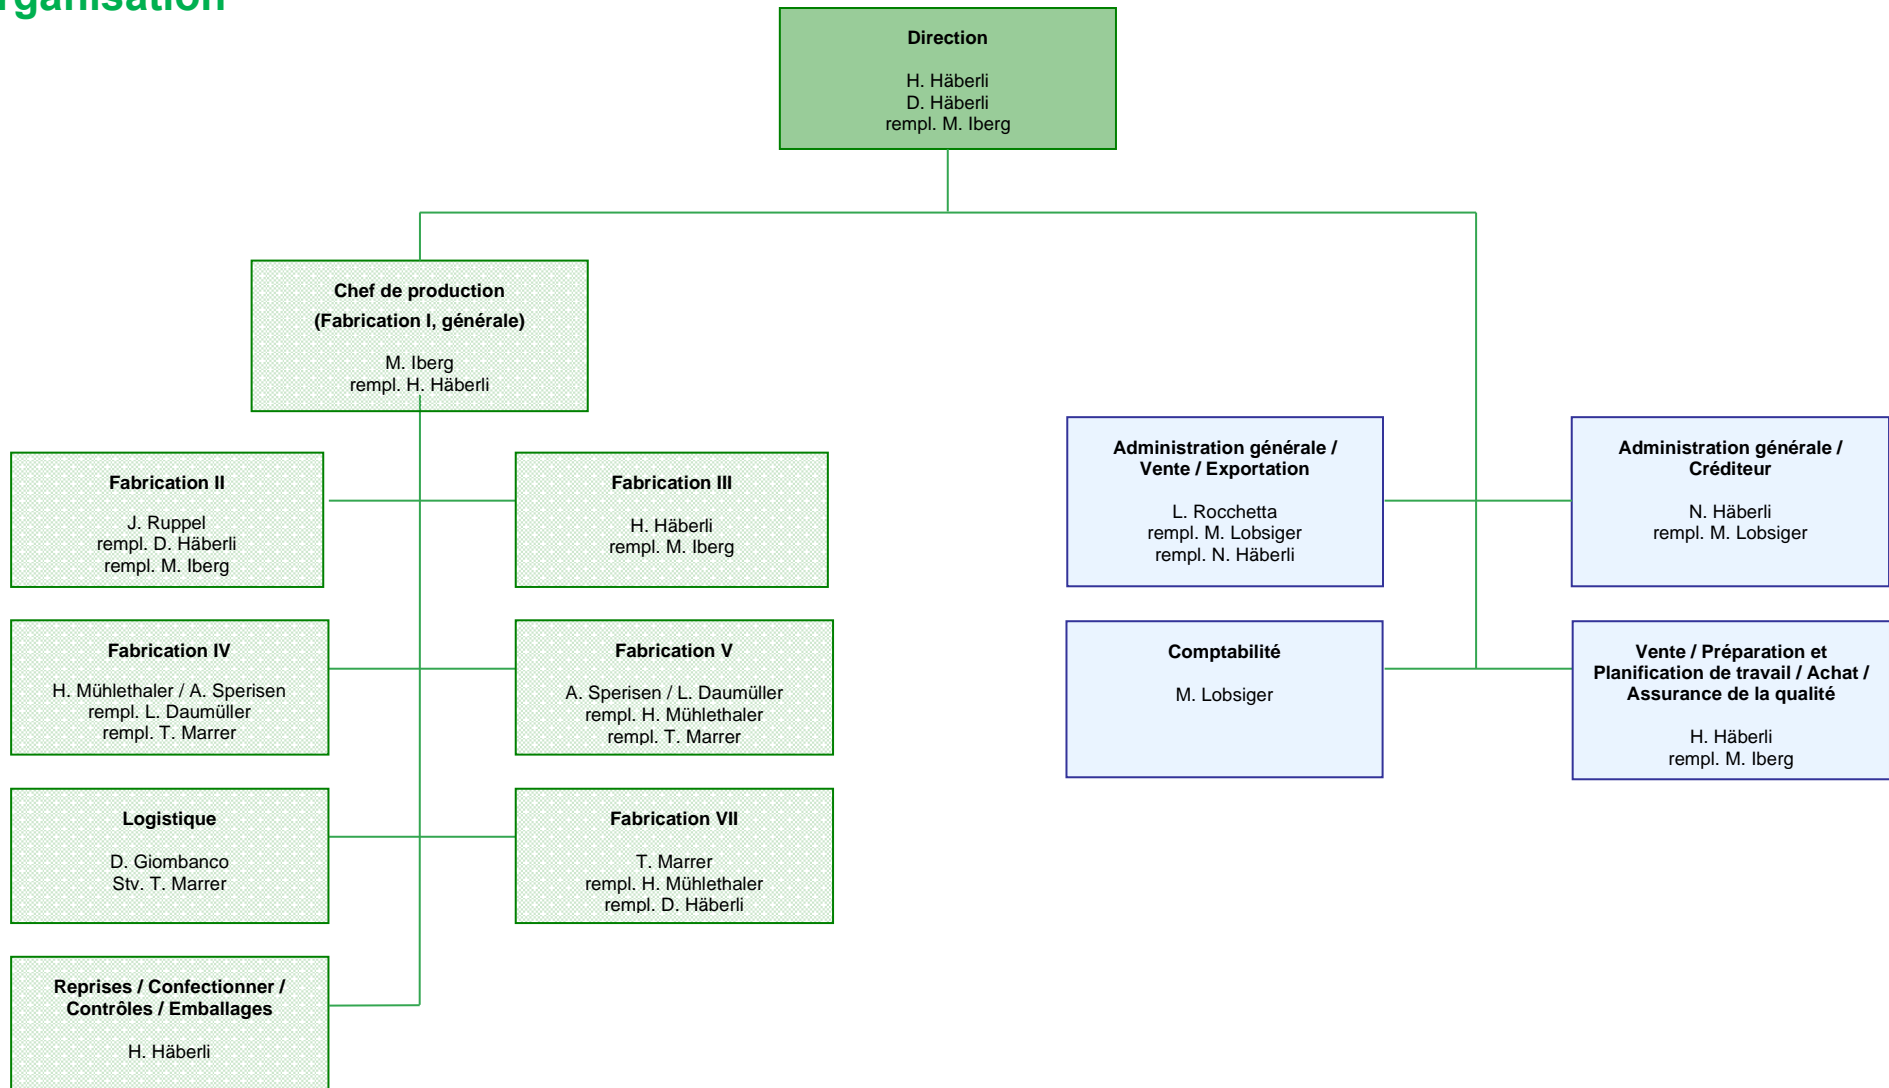 rganisation
Direction
H. Häberli
D. Häberli
rempl. M. Iberg
Chef de production
(Fabrication I, générale)
M. Iberg
rempl. H. Häberli
Fabrication II
J. Ruppel
rempl. D. Häberli
rempl. M. Iberg
Fabrication III
H. Häberli
rempl. M. Iberg
Administration générale /
Vente / Exportation
L. Rocchetta
rempl. M. Lobsiger
rempl. N. Häberli
Administration générale /
Créditeur
N. Häberli
rempl. M. Lobsiger
Fabrication IV
H. Mühlethaler / A. Sperisen
rempl. L. Daumüller
rempl. T. Marrer
Fabrication V
A. Sperisen / L. Daumüller
rempl. H. Mühlethaler
rempl. T. Marrer
Comptabilité
M. Lobsiger
Vente / Préparation et
Planification de travail / Achat /
Assurance de la qualité
H. Häberli
rempl. M. Iberg
Logistique
D. Giombanco
Stv. T. Marrer
Fabrication VII
T. Marrer
rempl. H. Mühlethaler
rempl. D. Häberli
Reprises / Confectionner /
Contrôles / Emballages
H. Häberli